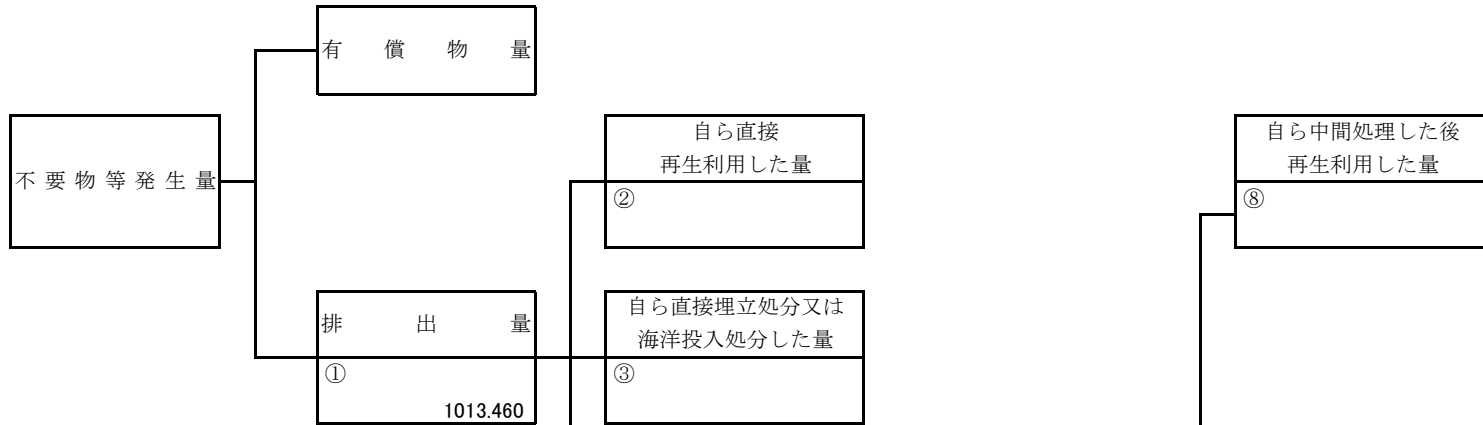 有償物量
不要物等発生量
自ら直接
再生利用した量
②
自ら中間処理した後
再生利用した量
⑧
排出量
①
1013.460
自ら直接埋立処分又は
海洋投入処分した量
③